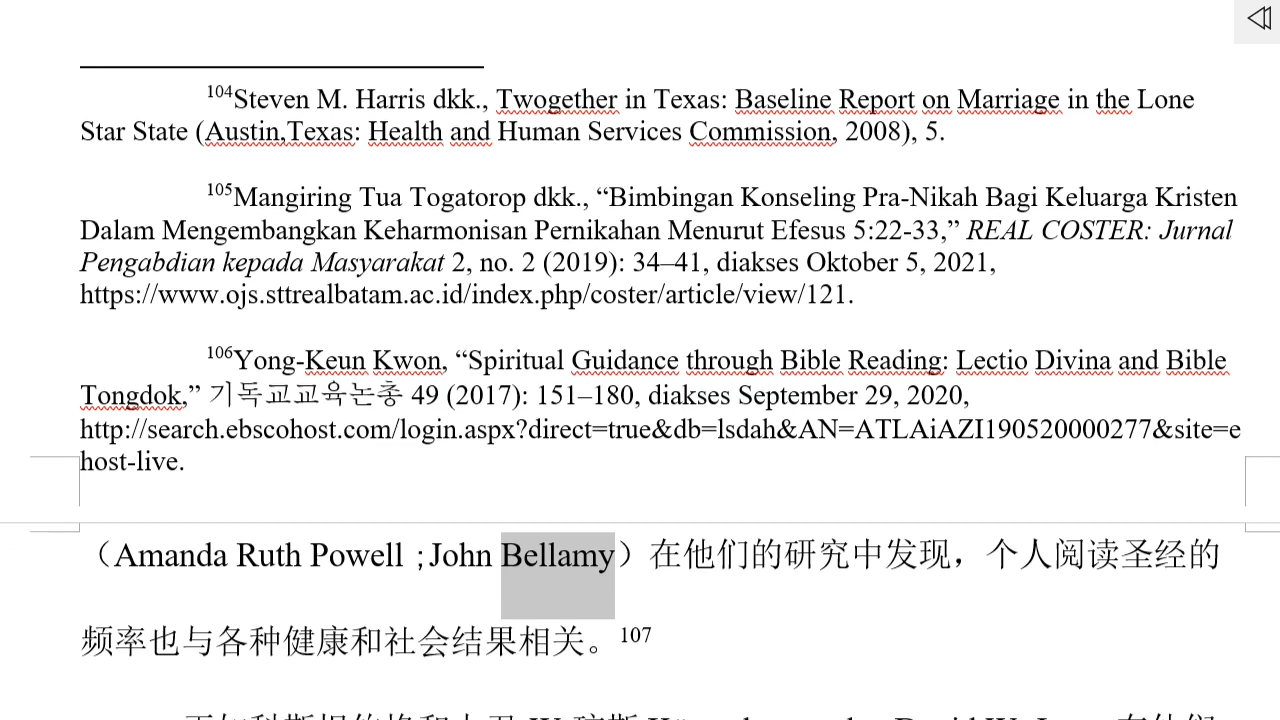 104Steven M. Harris dkk., Twogether in Texas: Baseline Report on Marriage in the Lone
Star State (Austin,Texas: Health and Human Services Commission, 2008), 5.
105Mangiring Tua Togatorop dkk., “Bimbingan Konseling Pra-Nikah Bagi Keluarga Kristen
Dalam Mengembangkan Keharmonisan Pernikahan Menurut Efesus 5:22-33,” REAL COSTER: Jurnal
Pengabdian kepada Masyarakat 2, no. 2 (2019): 34–41, diakses Oktober 5, 2021,
https://www.ojs.sttrealbatam.ac.id/index.php/coster/article/view/121.
106Yong-Keun Kwon, “Spiritual Guidance through Bible Reading: Lectio Divina and Bible
Tongdok,” 기독교교육논총 49 (2017): 151–180, diakses September 29, 2020,
http://search.ebscohost.com/login.aspx?direct=true&db=lsdah&AN=ATLAiAZI190520000277&site=e
host-live.
（Amanda Ruth Powell ;John Bellamy）在他们的研究中发现，个人阅读圣经的
频率也与各种健康和社会结果相关。107